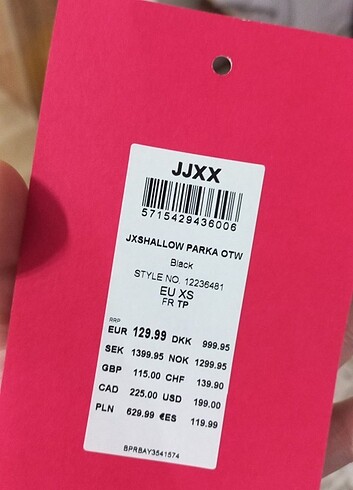 JJXX
5715429436006
JXSHALLOW PARKA OTW
Black
STYLE NO. 12236481
EU XS
FR TP
RRP
EUR 129.99 DKK 999.95
SEK 1399.95 NOK 1299.95
GBP 115.00 CHF 139.90
CAD 225.00 USD 199.00
PLN 629.99 €ES 119.99
BPRBAY3541574